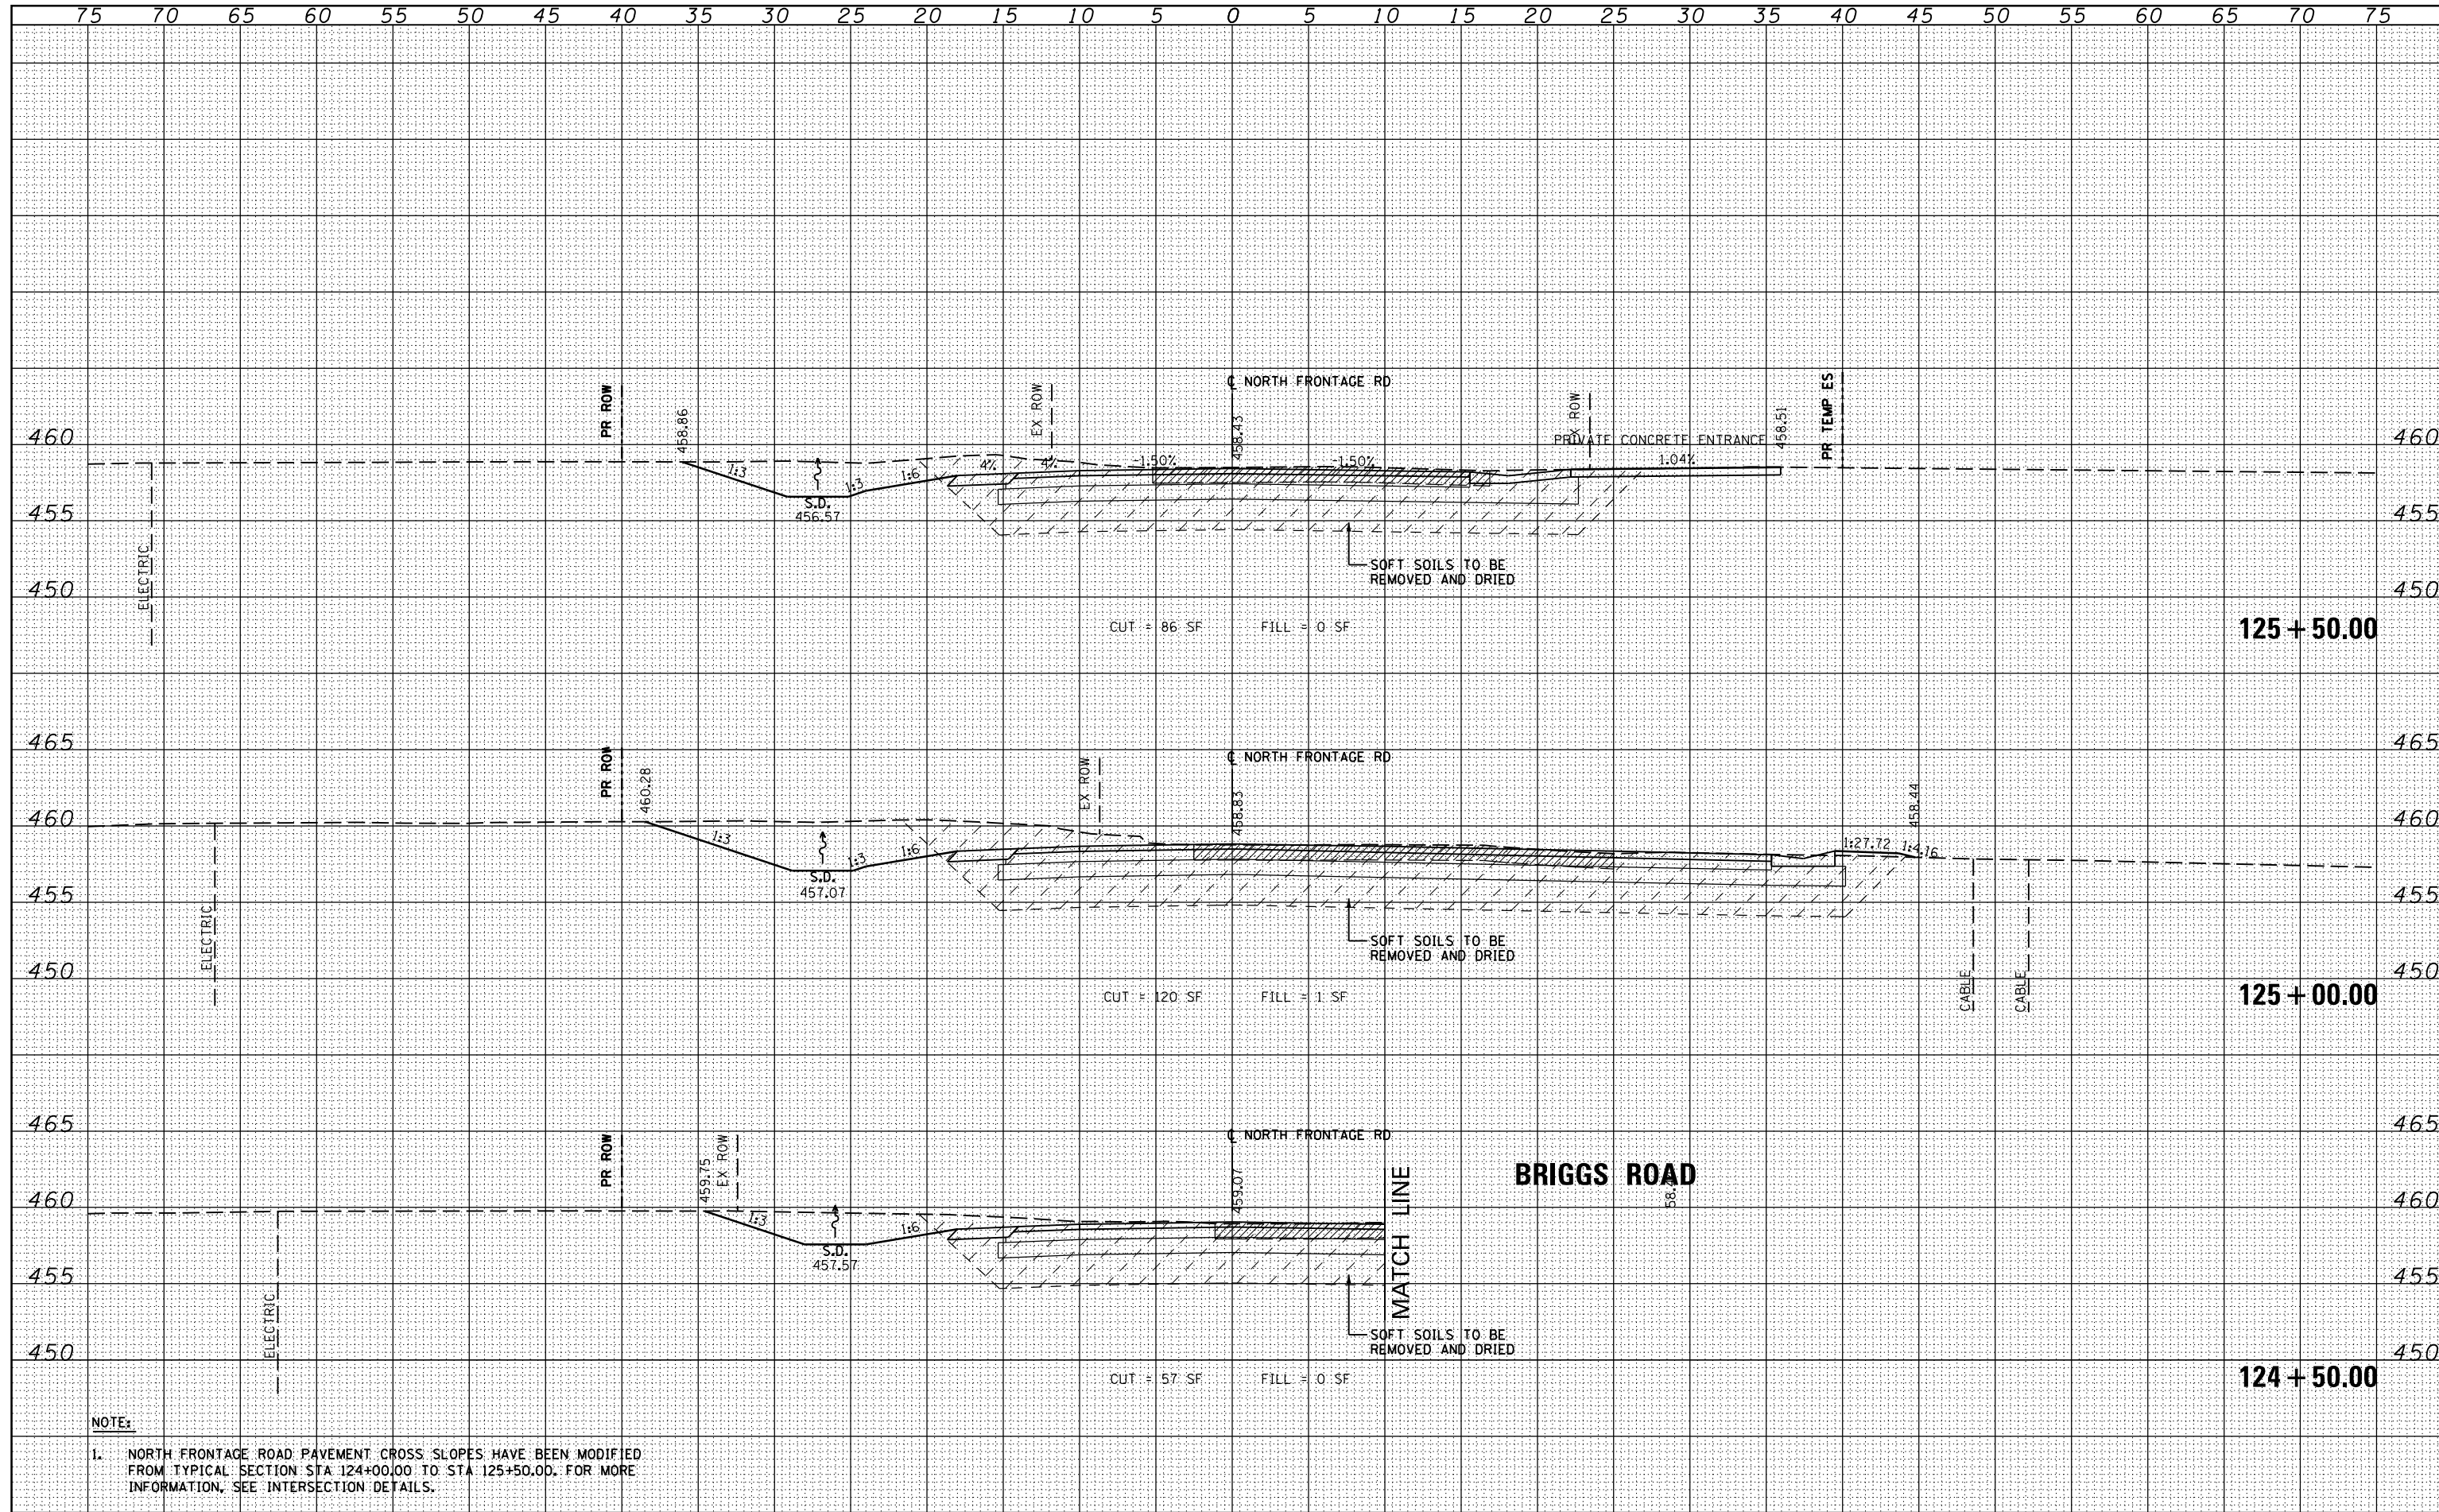 75 70 65 60 55 50 45 40 35 30 25 20 15 10 5 0 5 10 15 20 25 30 35 40 45 50 55 60 65 70 75
PR ROW
458.86
EX ROW
℄ NORTH FRONTAGE RD
458.43
EX ROW
PRIVATE CONCRETE ENTRANCE
458.51
PR TEMP ES
460 460
1:3 1:3 1:6 4% 4% -1.50% -1.50% 1.04%
S.D.
456.57
455 455
ELECTRIC
SOFT SOILS TO BE
REMOVED AND DRIED
450 450
CUT = 86 SF FILL = 0 SF
125+50.00
465 465
PR ROW
460.28
EX ROW
℄ NORTH FRONTAGE RD
458.83
458.44
460 460
1:3 1:3 1:6 1:27.72 1:4.16
S.D.
457.07
455 455
ELECTRIC
SOFT SOILS TO BE
REMOVED AND DRIED
450 450
CABLE CABLE
CUT = 120 SF FILL = 1 SF
125+00.00
465 465
PR ROW
459.75
EX ROW
℄ NORTH FRONTAGE RD
459.07
MATCH LINE
BRIGGS ROAD
460 460
1:3 1:6
S.D.
457.57
455 455
ELECTRIC
SOFT SOILS TO BE
REMOVED AND DRIED
450 450
CUT = 57 SF FILL = 0 SF
124+50.00
NOTE:
1. NORTH FRONTAGE ROAD PAVEMENT CROSS SLOPES HAVE BEEN MODIFIED
FROM TYPICAL SECTION STA 124+00.00 TO STA 125+50.00. FOR MORE
INFORMATION, SEE INTERSECTION DETAILS.